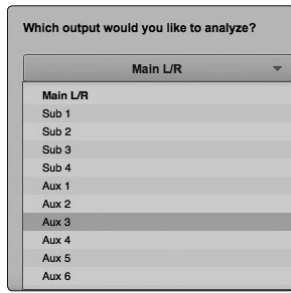 Which output would you like to analyze?
Main L/R
Main L/R
Sub 1
Sub 2
Sub 3
Sub 4
Aux 1
Aux 2
Aux 3
Aux 4
Aux 5
Aux 6